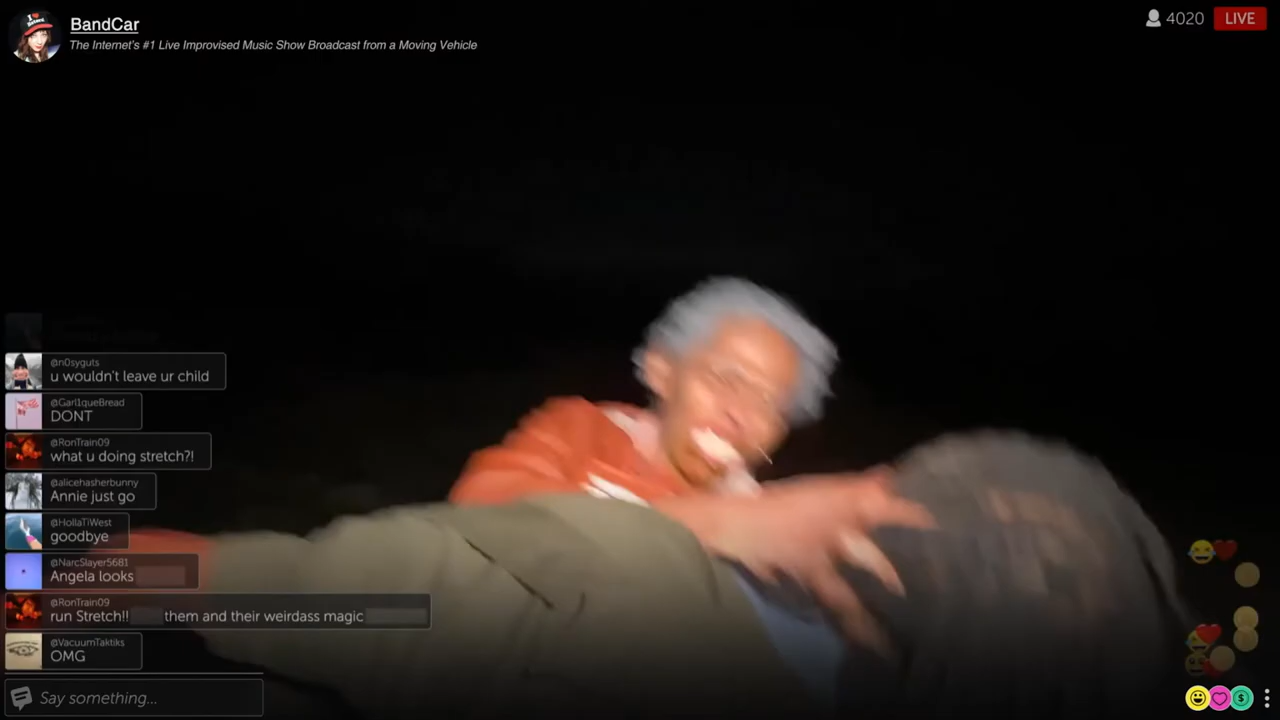 BandCar
The Internet's #1 Live Improvised Music Show Broadcast from a Moving Vehicle
4020 LIVE
@n0syguts
u wouldn't leave ur child
@Garl1queBread
DONT
@RonTrain09
what u doing stretch?!
@alicehasherbunny
Annie just go
@HollaTiWest
goodbye
@NarcSlayer5681
Angela looks
@RonTrain09
run Stretch!! them and their weirdass magic
@VacuumTaktiks
OMG
Say something...